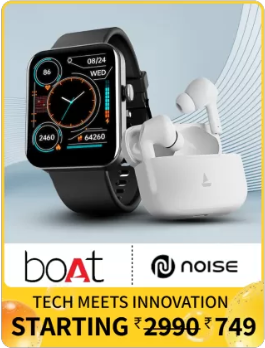 86
08/24
WED
2460
64260
boAt
noise
TECH MEETS INNOVATION
STARTING ₹2990 ₹749